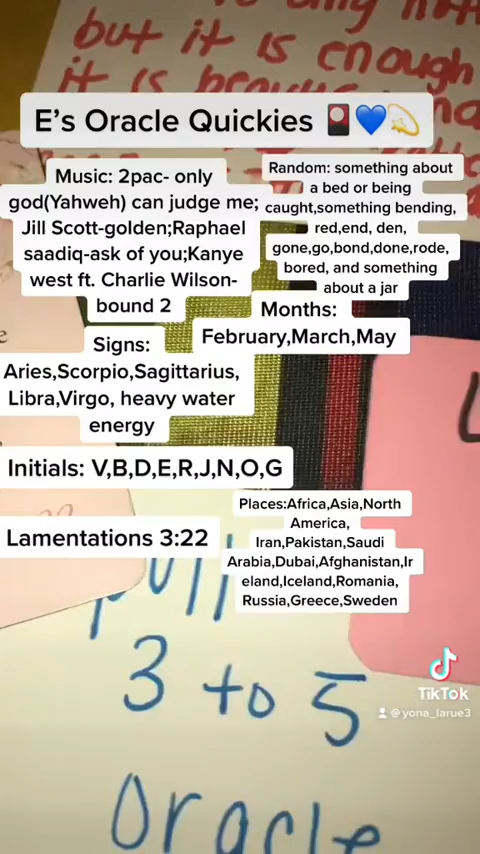 but it is enough
it is
E’s Oracle Quickies 🎴💙💫
Music: 2pac- only
god(Yahweh) can judge me;
Jill Scott-golden;Raphael
saadiq-ask of you;Kanye
west ft. Charlie Wilson-
bound 2
Random: something about
a bed or being
caught,something bending,
red,end, den,
gone,go,bond,done,rode,
bored, and something
about a jar
Months:
February,March,May
Signs:
Aries,Scorpio,Sagittarius,
Libra,Virgo, heavy water
energy
Initials: V,B,D,E,R,J,N,O,G
Places:Africa,Asia,North
America,
Iran,Pakistan,Saudi
Arabia,Dubai,Afghanistan,Ir
eland,Iceland,Romania,
Russia,Greece,Sweden
Lamentations 3:22
pull
3 to 5
oracle
TikTok
@yona_larue3